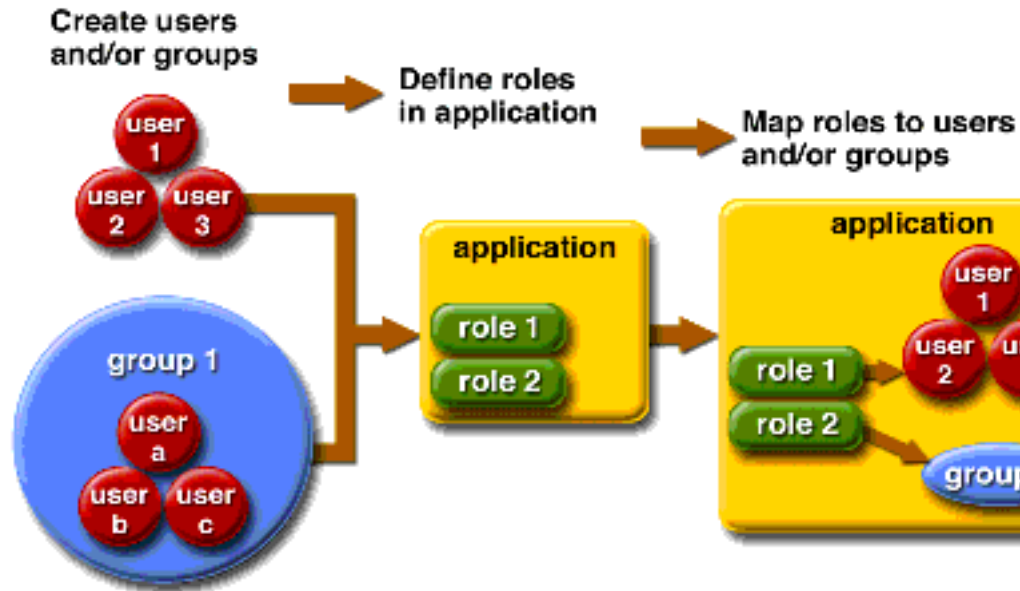 Create users
and/or groups
Define roles
in application
Map roles to users
and/or groups
user
1
user
2
user
3
group 1
user
a
user
b
user
c
application
role 1
role 2
application
user
1
user
2
role 1
role 2